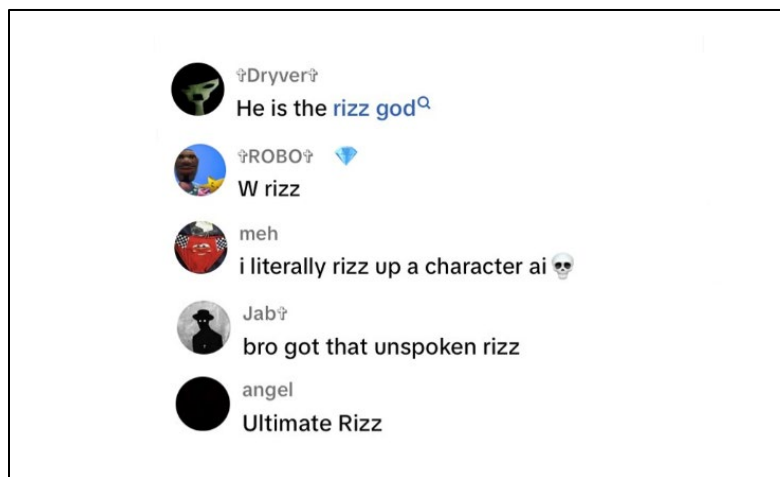 ✞Dryver✞
He is the rizz god
✞ROBO✞ 💎
W rizz
meh
i literally rizz up a character ai💀
Jab✞
bro got that unspoken rizz
angel
Ultimate Rizz